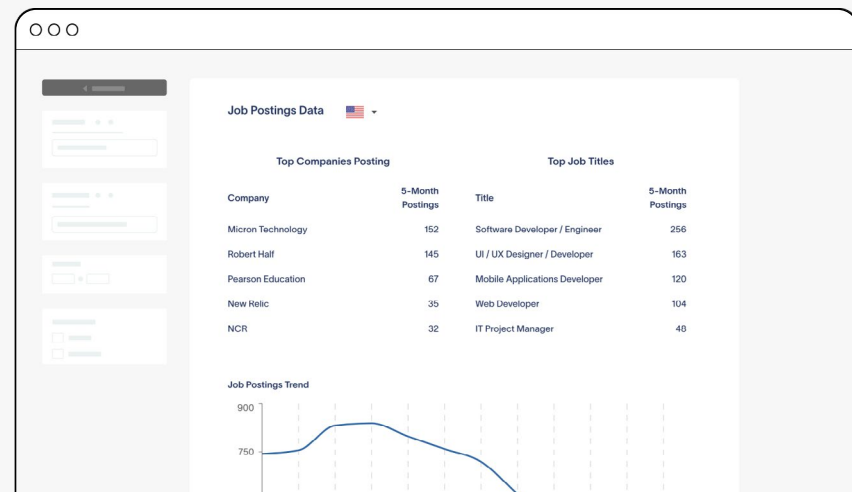 Job Postings Data
Top Companies Posting
Company 5-Month Postings
Micron Technology 152
Robert Half 145
Pearson Education 67
New Relic 35
NCR 32
Top Job Titles
Title 5-Month Postings
Software Developer / Engineer 256
UI / UX Designer / Developer 163
Mobile Applications Developer 120
Web Developer 104
IT Project Manager 48
Job Postings Trend
900
750